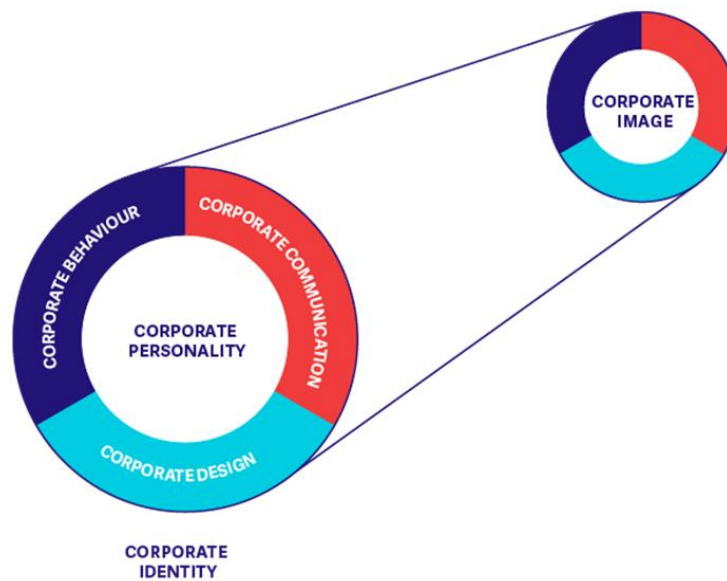 CORPORATE
IMAGE
CORPORATE BEHAVIOUR
CORPORATE COMMUNICATION
CORPORATE
PERSONALITY
CORPORATE DESIGN
CORPORATE
IDENTITY